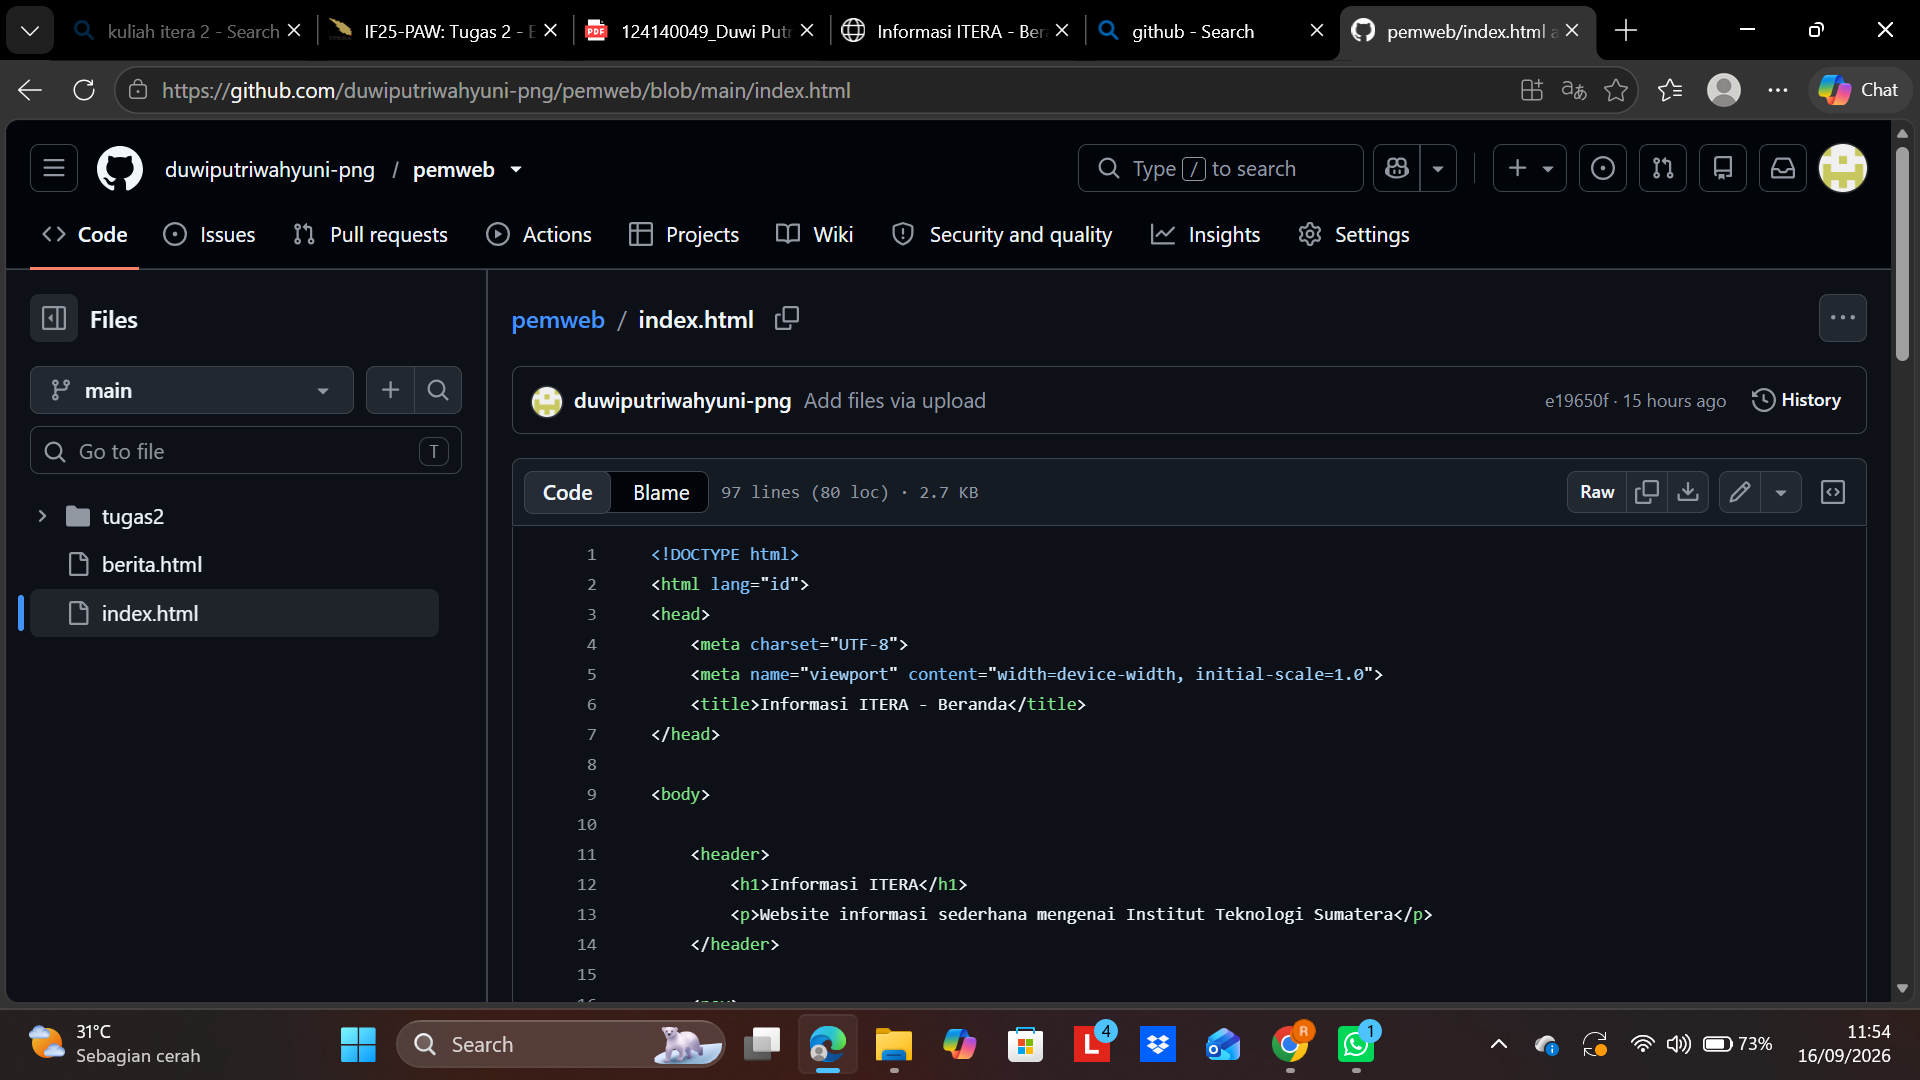 kuliah itera 2 - Search
IF25-PAW: Tugas 2 - E
124140049_Duwi Putr
Informasi ITERA - Ber
github - Search
pemweb/index.html a
https://github.com/duwiputriwahyuni-png/pemweb/blob/main/index.html
Chat
duwiputriwahyuni-png / pemweb
Type / to search
Code
Issues
Pull requests
Actions
Projects
Wiki
Security and quality
Insights
Settings
Files
main
Go to file
T
tugas2
berita.html
index.html
pemweb / index.html
duwiputriwahyuni-png Add files via upload
e19650f · 15 hours ago
History
Code
Blame
97 lines (80 loc) · 2.7 KB
Raw
1 <!DOCTYPE html>
2 <html lang="id">
3 <head>
4 <meta charset="UTF-8">
5 <meta name="viewport" content="width=device-width, initial-scale=1.0">
6 <title>Informasi ITERA - Beranda</title>
7 </head>
8
9 <body>
10
11 <header>
12 <h1>Informasi ITERA</h1>
13 <p>Website informasi sederhana mengenai Institut Teknologi Sumatera</p>
14 </header>
15
31°C
Sebagian cerah
Search
4
R
1
73%
11:54
16/09/2026